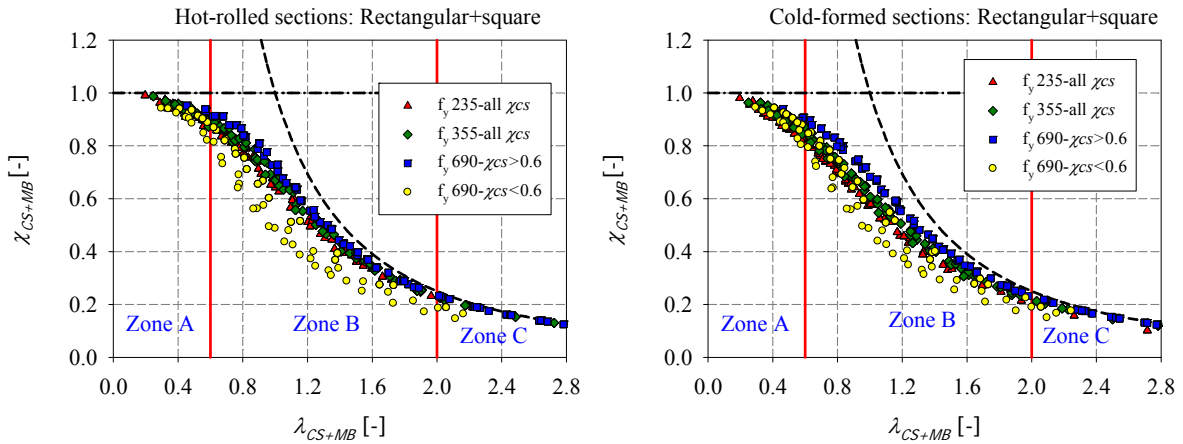 Hot-rolled sections: Rectangular+square
1.2
1.0
0.8
0.6
0.4
0.2
0.0
χCS+MB [-]
fy 235-all χcs
fy 355-all χcs
fy 690-χcs>0.6
fy 690-χcs<0.6
Zone A
Zone B
Zone C
0.0 0.4 0.8 1.2 1.6 2.0 2.4 2.8
λCS+MB [-]
Cold-formed sections: Rectangular+square
1.2
1.0
0.8
0.6
0.4
0.2
0.0
χCS+MB [-]
fy 235-all χcs
fy 355-all χcs
fy 690-χcs>0.6
fy 690-χcs<0.6
Zone A
Zone B
Zone C
0.0 0.4 0.8 1.2 1.6 2.0 2.4 2.8
λCS+MB [-]